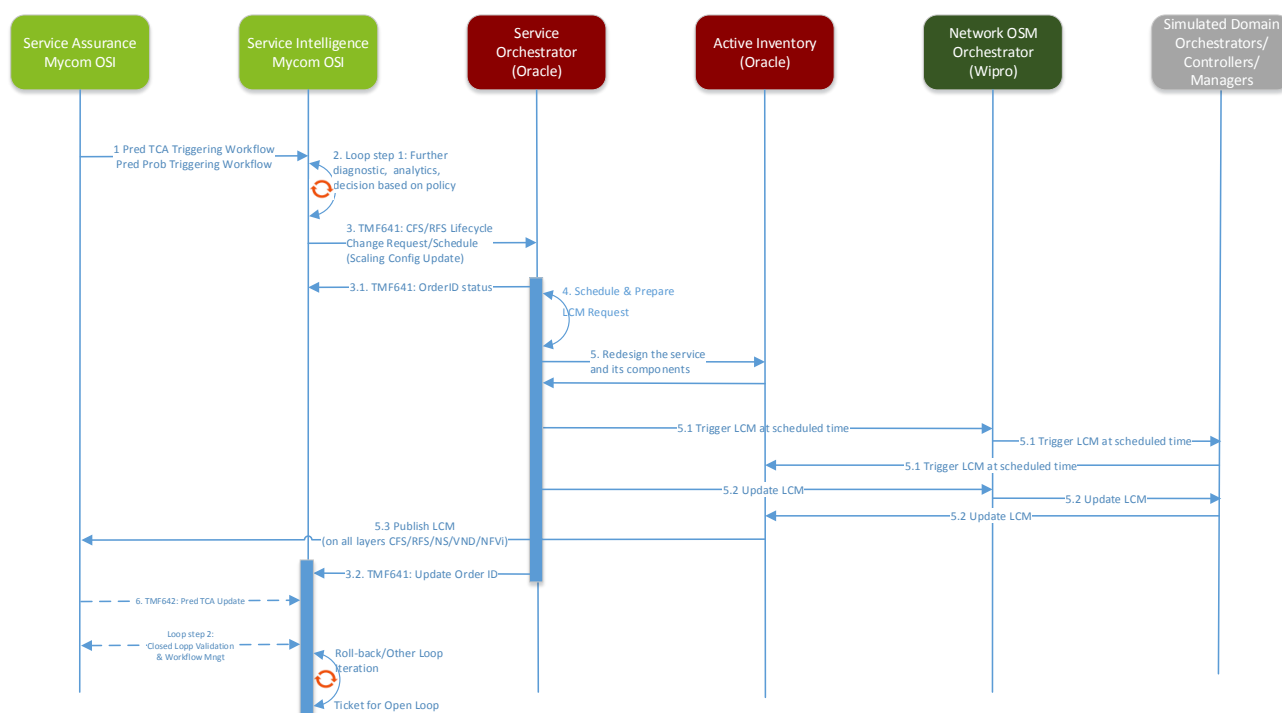 Service Assurance
Mycom OSI
Service Intelligence
Mycom OSI
Service
Orchestrator
(Oracle)
Active Inventory
(Oracle)
Network OSM
Orchestrator
(Wipro)
Simulated Domain
Orchestrators/
Controllers/
Managers
1 Pred TCA Triggering Workflow
Pred Prob Triggering Workflow
2. Loop step 1: Further
diagnostic, analytics,
decision based on policy
3. TMF641: CFS/RFS Lifecycle
Change Request/Schedule
(Scaling Config Update)
3.1. TMF641: OrderID status
4. Schedule & Prepare
LCM Request
5. Redesign the service
and its components
5.1 Trigger LCM at scheduled time
5.1 Trigger LCM at scheduled time
5.1 Trigger LCM at scheduled time
5.2 Update LCM
5.2 Update LCM
5.2 Update LCM
5.3 Publish LCM
(on all layers CFS/RFS/NS/VND/NFVi)
3.2. TMF641: Update Order ID
6. TMF642: Pred TCA Update
Loop step 2:
Closed Lopp Validation
& Workflow Mngt
Roll-back/Other Loop
Iteration
Ticket for Open Loop